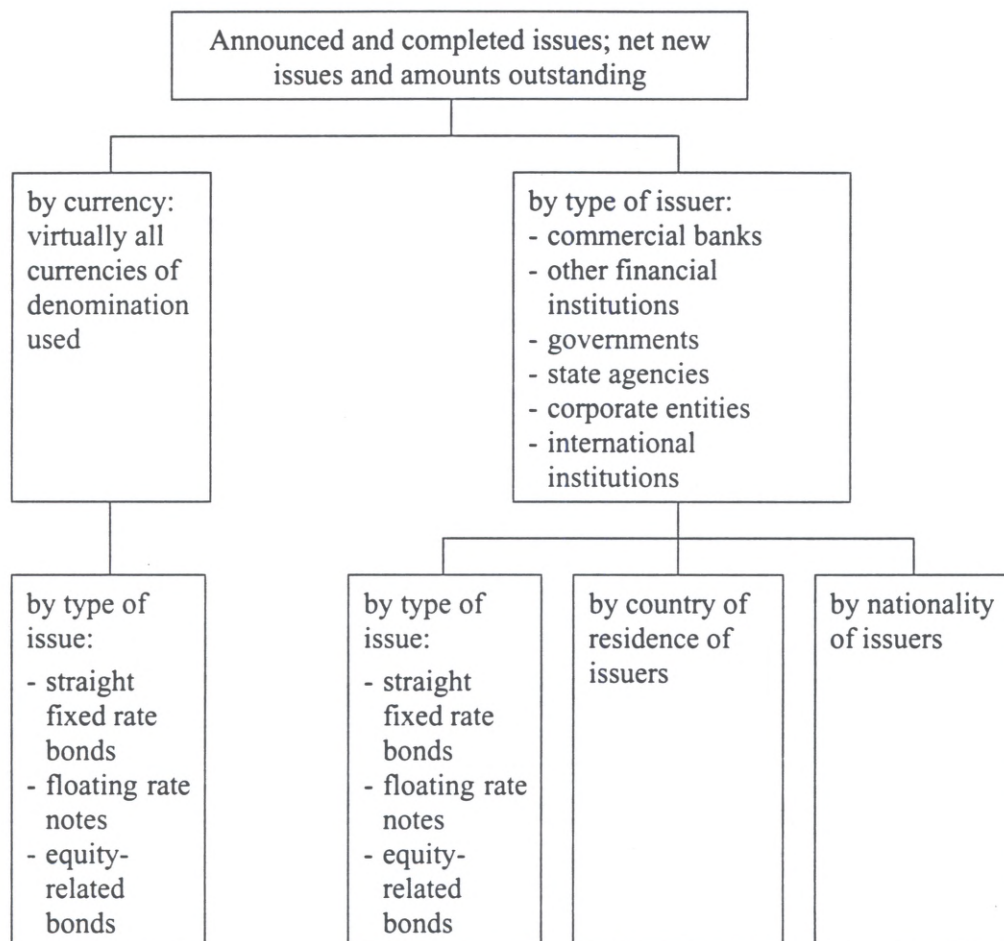 Announced and completed issues; net new
issues and amounts outstanding
by currency:
virtually all
currencies of
denomination
used
by type of issuer:
- commercial banks
- other financial
institutions
- governments
- state agencies
- corporate entities
- international
institutions
by type of
issue:
- straight
fixed rate
bonds
- floating rate
notes
- equity-
related
bonds
by type of
issue:
- straight
fixed rate
bonds
- floating rate
notes
- equity-
related
bonds
by country of
residence of
issuers
by nationality
of issuers